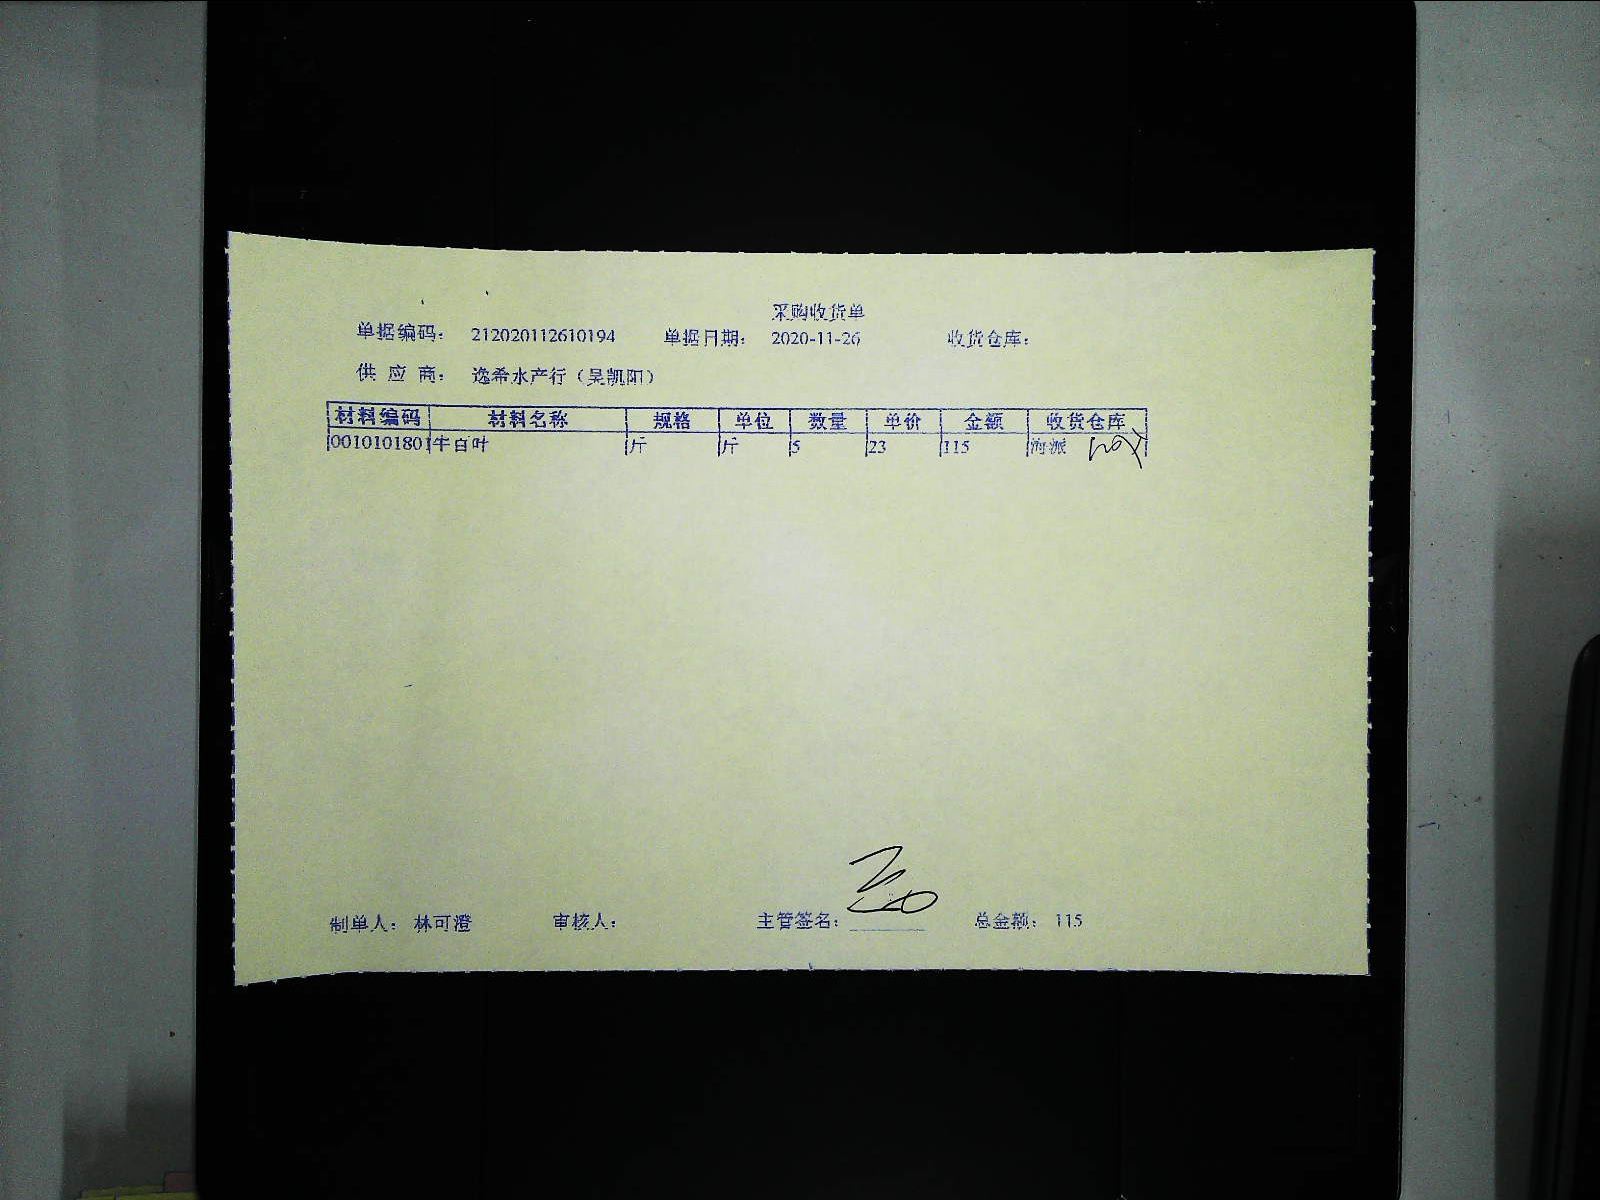 采购收货单
单据编码: 212020112610194 单据日期: 2020-11-26 收货仓库:
供 应 商: 逸希水产行（吴凯阳）
材料编码 材料名称 规格 单位 数量 单价 金额 收货仓库
0010101801 牛百叶 斤 斤 5 23 115 海派
制单人: 林可澄 审核人: 主管签名: 总金额: 115